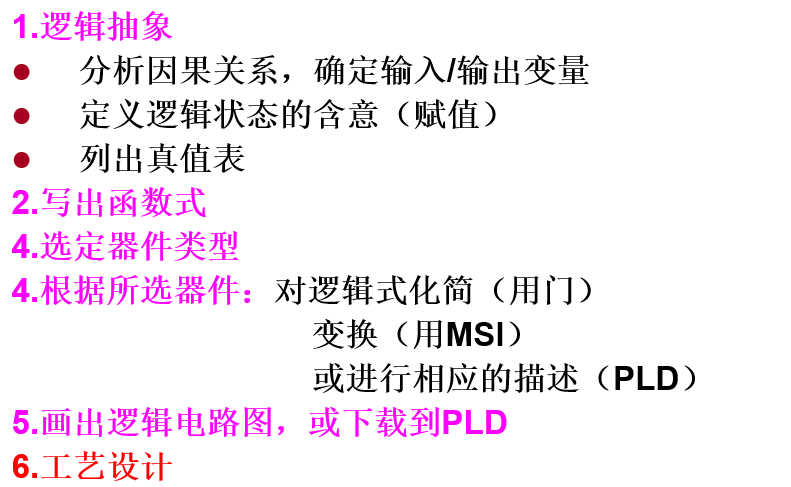 1.逻辑抽象
● 分析因果关系，确定输入/输出变量
● 定义逻辑状态的含意（赋值）
● 列出真值表
2.写出函数式
4.选定器件类型
4.根据所选器件：对逻辑式化简（用门）
变换（用MSI）
或进行相应的描述（PLD）
5.画出逻辑电路图，或下载到PLD
6.工艺设计